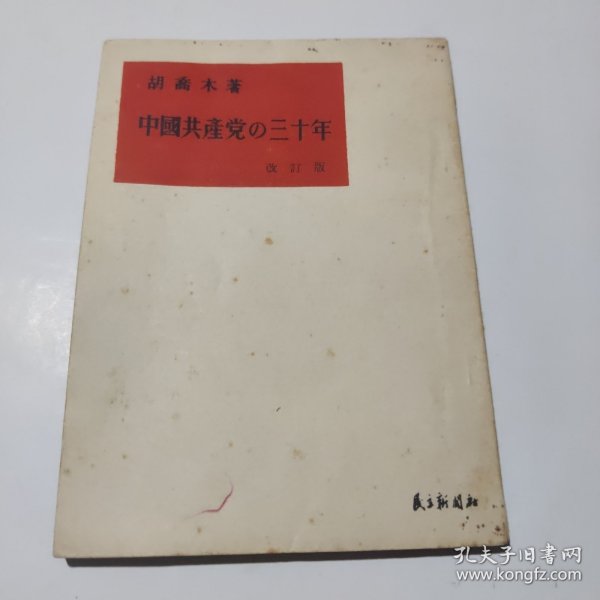 胡喬木著
中國共產党の三十年
改訂版
民主新聞社
孔夫子旧书网
www.kongfz.com